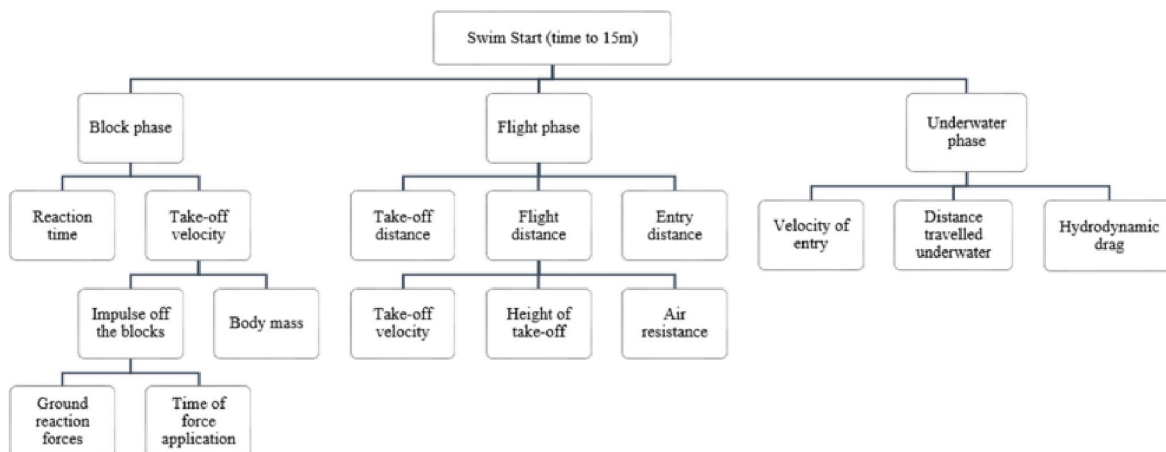 Swim Start (time to 15m)
Block phase
Flight phase
Underwater
phase
Reaction
time
Take-off
velocity
Take-off
distance
Flight
distance
Entry
distance
Velocity of
entry
Distance
travelled
underwater
Hydrodynamic
drag
Impulse off
the blocks
Body mass
Take-off
velocity
Height of
take-off
Air
resistance
Ground
reaction
forces
Time of
force
application